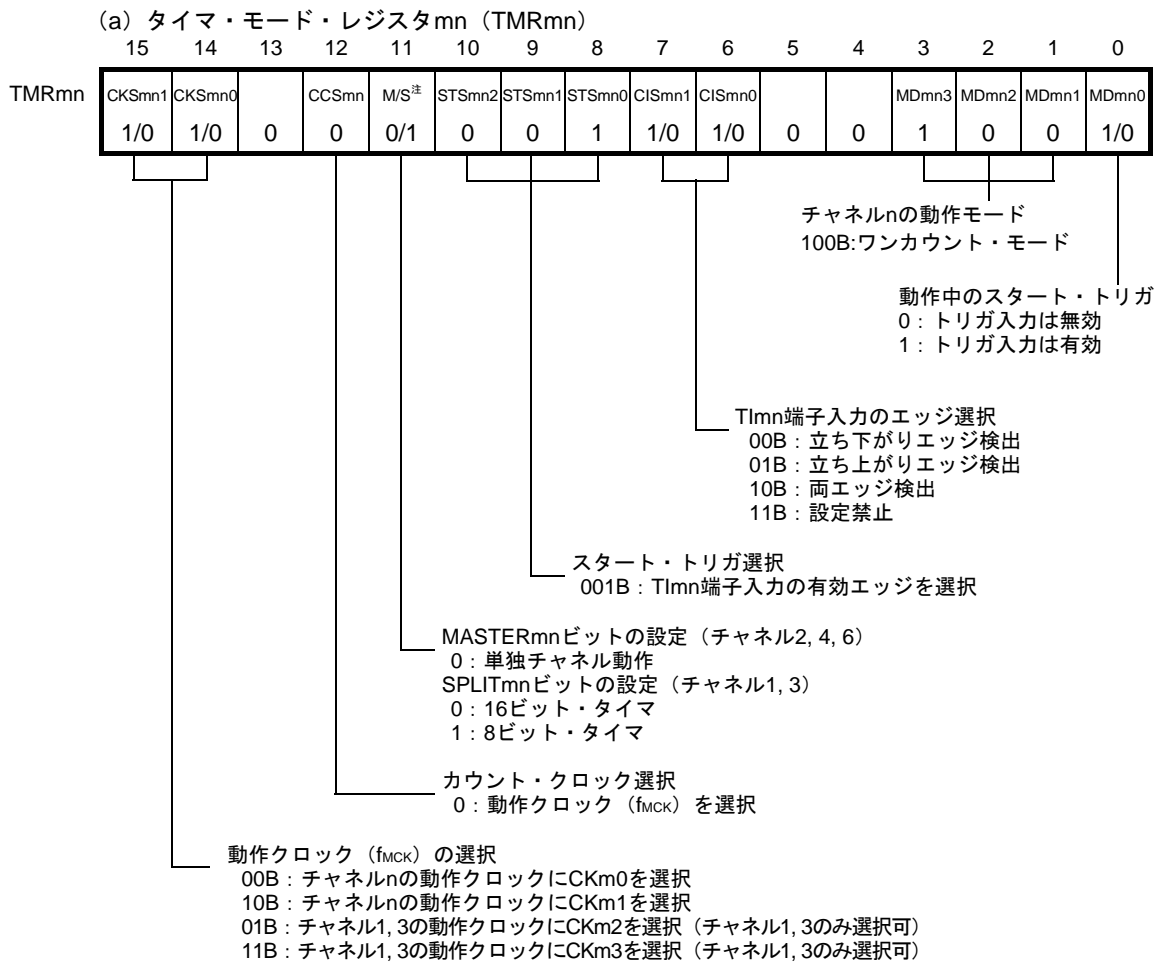 (a) タイマ・モード・レジスタmn（TMRmn）
15 14 13 12 11 10 9 8 7 6 5 4 3 2 1 0
TMRmn CKSmn1 CKSmn0 CCSmn M/S注 STSmn2 STSmn1 STSmn0 CISmn1 CISmn0 MDmn3 MDmn2 MDmn1 MDmn0
1/0 1/0 0 0 0/1 0 0 1 1/0 1/0 0 0 1 0 0 1/0
チャネルnの動作モード
100B:ワンカウント・モード
動作中のスタート・トリガ
0：トリガ入力は無効
1：トリガ入力は有効
TImn端子入力のエッジ選択
00B：立ち下がりエッジ検出
01B：立ち上がりエッジ検出
10B：両エッジ検出
11B：設定禁止
スタート・トリガ選択
001B：TImn端子入力の有効エッジを選択
MASTERmnビットの設定（チャネル2, 4, 6）
0：単独チャネル動作
SPLITmnビットの設定（チャネル1, 3）
0：16ビット・タイマ
1：8ビット・タイマ
カウント・クロック選択
0：動作クロック（fMCK）を選択
動作クロック（fMCK）の選択
00B：チャネルnの動作クロックにCKm0を選択
10B：チャネルnの動作クロックにCKm1を選択
01B：チャネル1, 3の動作クロックにCKm2を選択（チャネル1, 3のみ選択可）
11B：チャネル1, 3の動作クロックにCKm3を選択（チャネル1, 3のみ選択可）